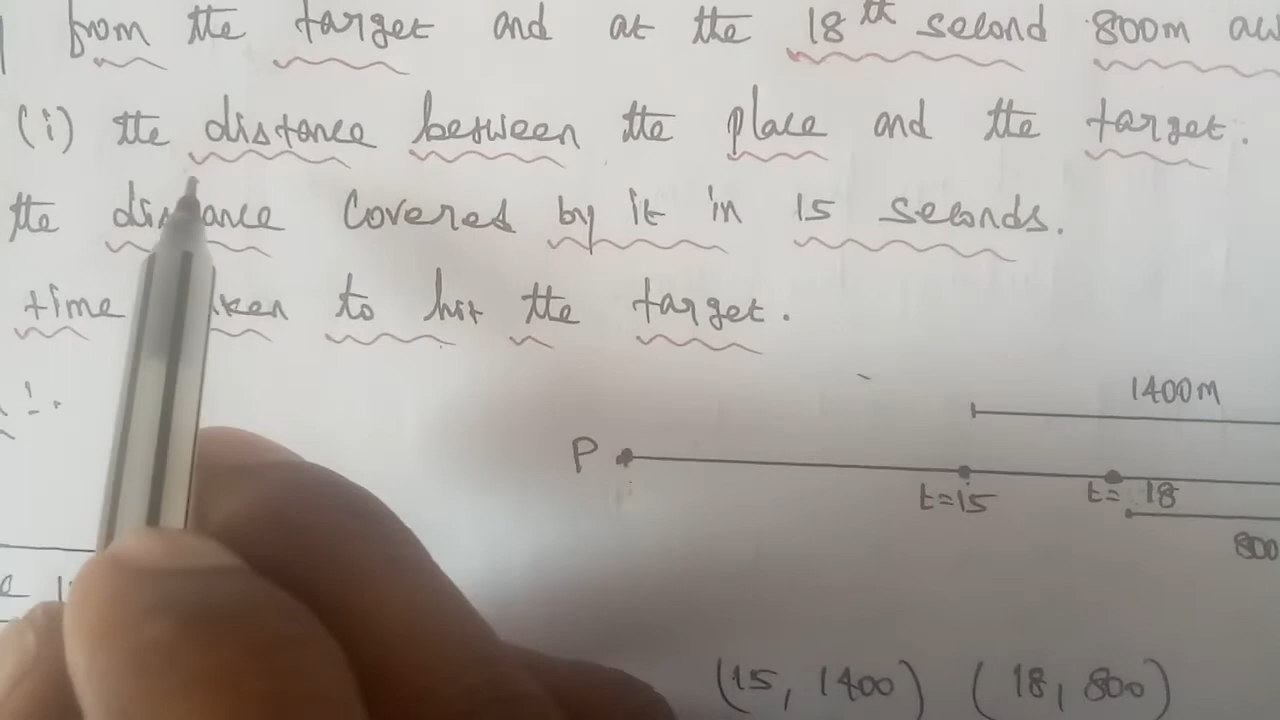 from the target and at the 18th second 800m
(i) the distance between the place and the target.
the distance covered by it in 15 seconds.
time to hit the target.
1400m
P
t=15 t= 18
800
(15, 1400) (18, 800)